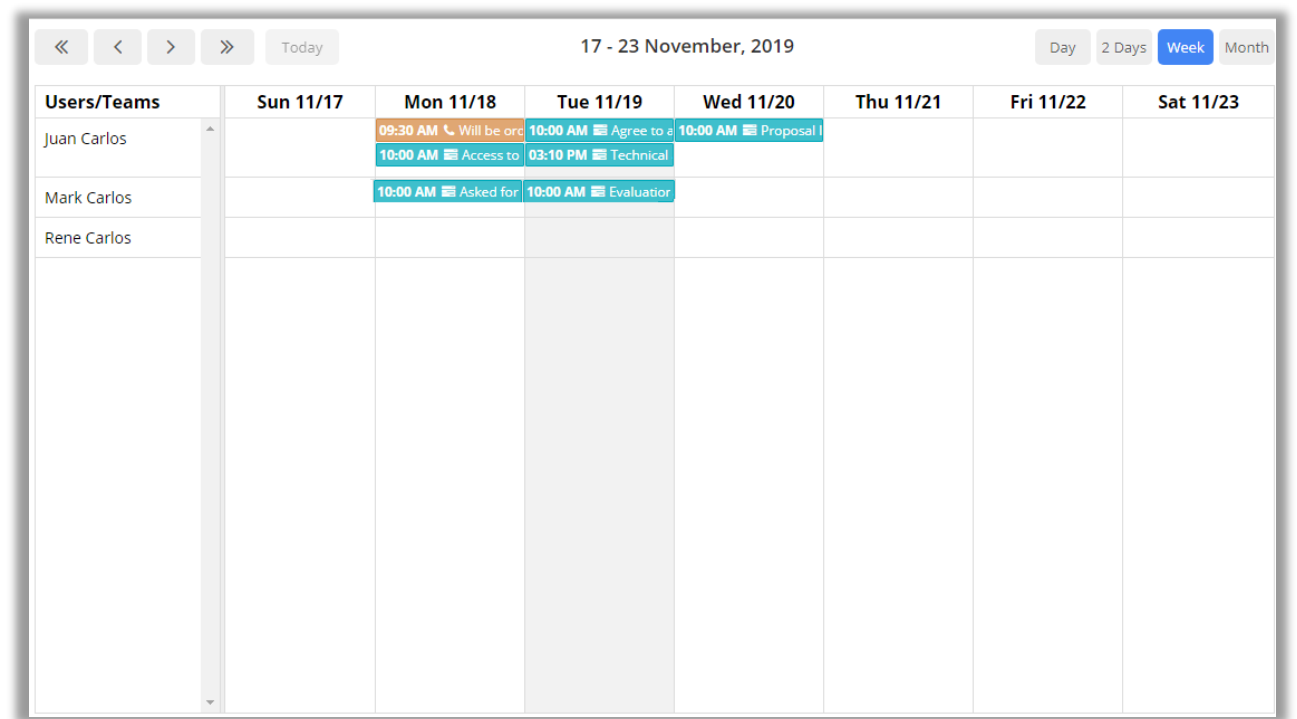 Today 17 - 23 November, 2019 Day 2 Days Week Month
Users/Teams Sun 11/17 Mon 11/18 Tue 11/19 Wed 11/20 Thu 11/21 Fri 11/22 Sat 11/23
Juan Carlos
09:30 AM Will be orc 10:00 AM Agree to a 10:00 AM Proposal
10:00 AM Access to 03:10 PM Technical
Mark Carlos 10:00 AM Asked for 10:00 AM Evaluation
Rene Carlos